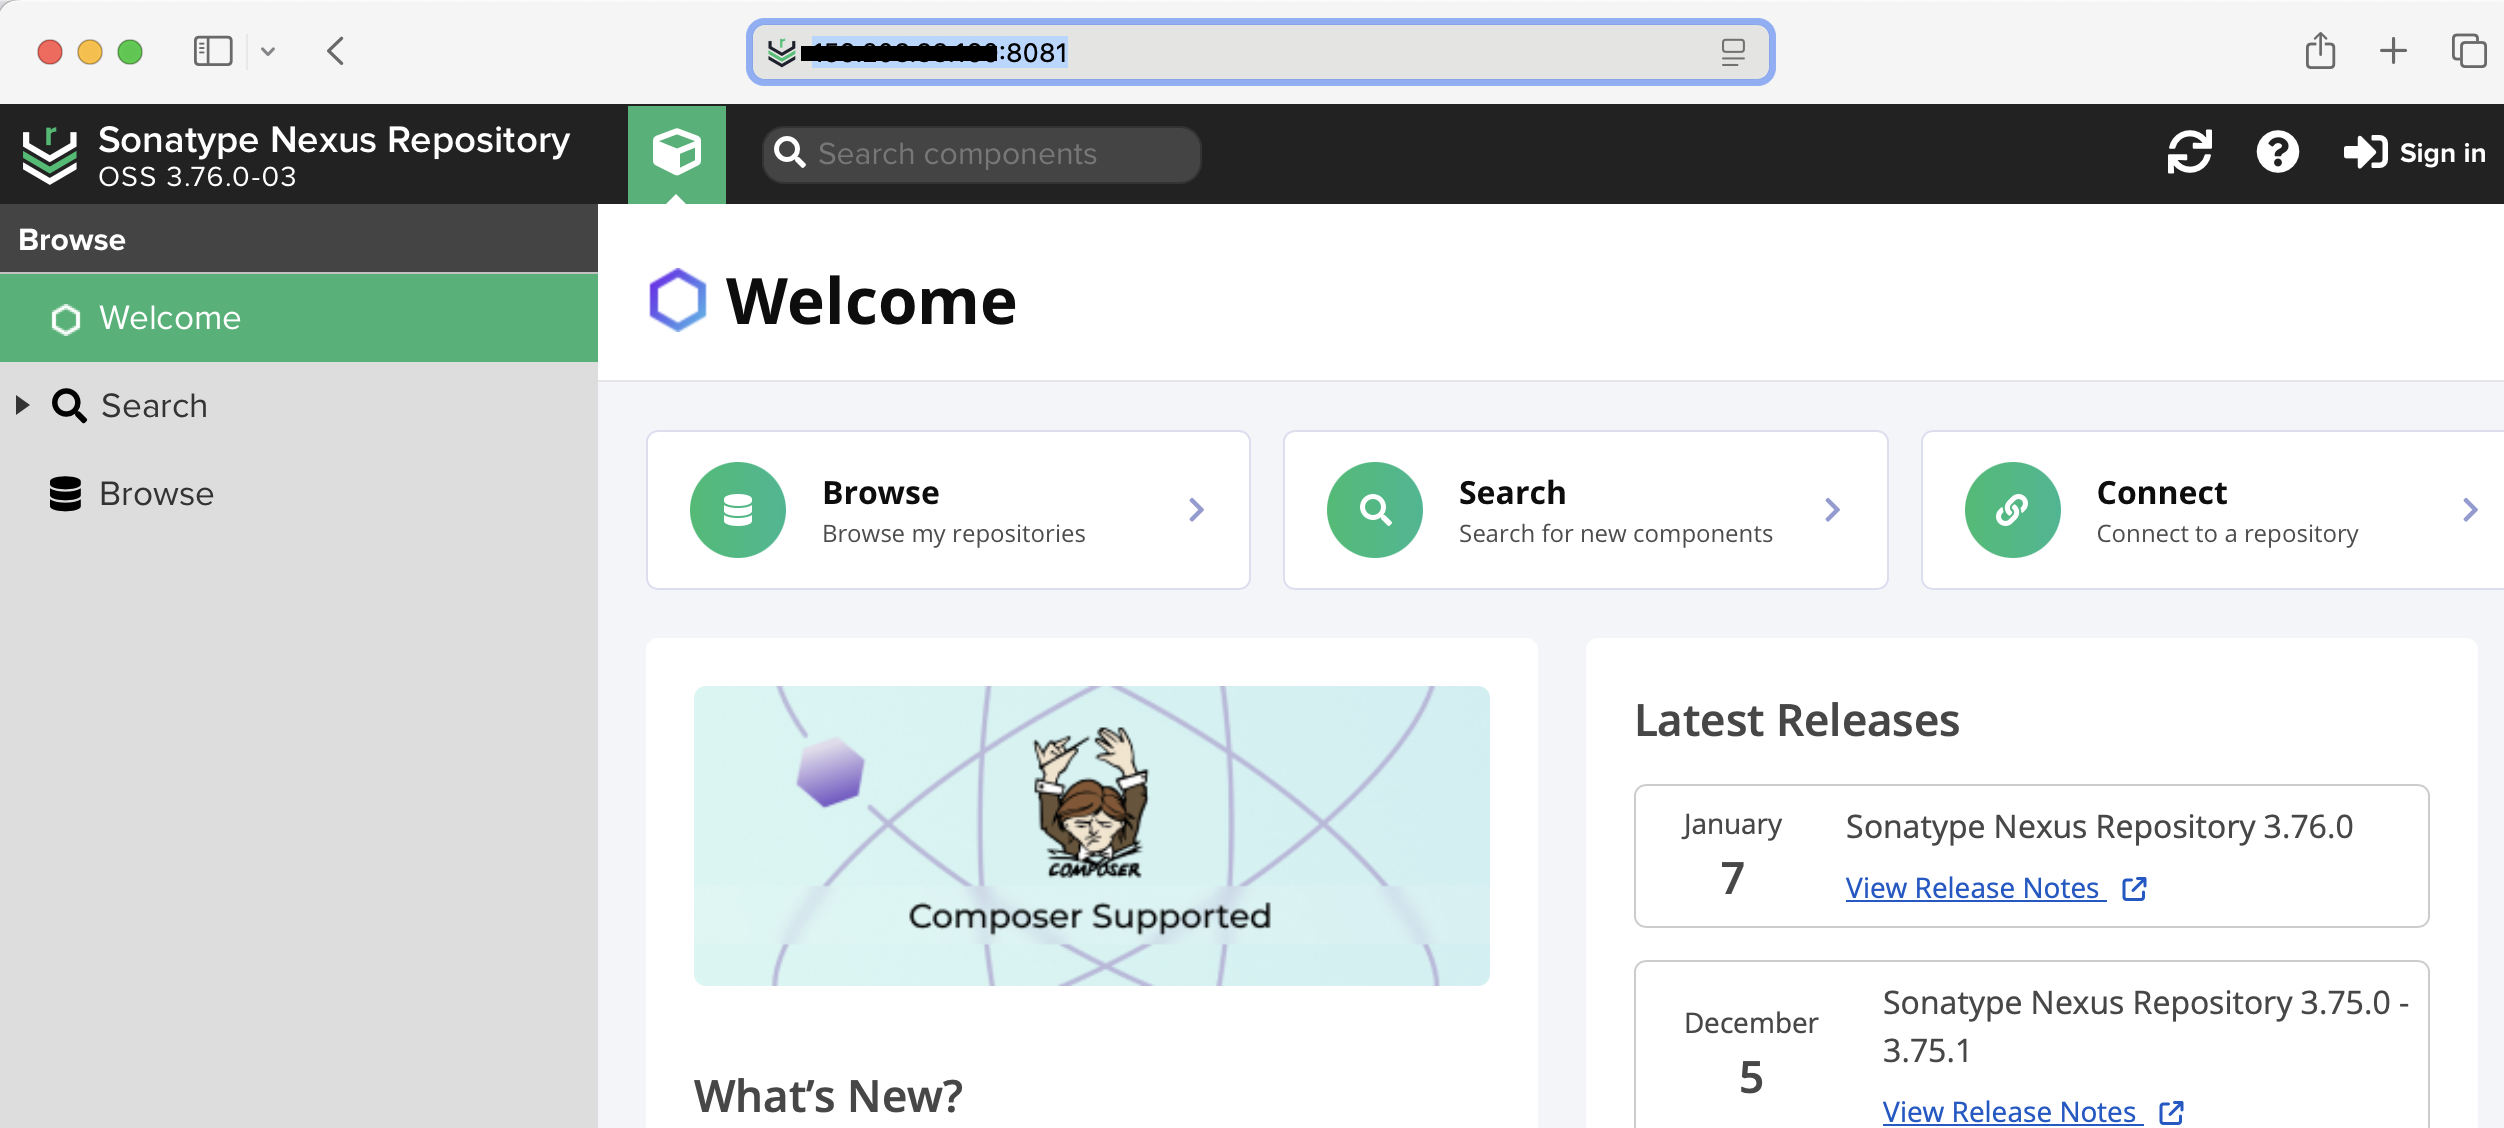 :8081
Sonatype Nexus Repository
OSS 3.76.0-03
Search components
Sign in
Browse
Welcome
Search
Browse
Welcome
Browse
Browse my repositories
Search
Search for new components
Connect
Connect to a repository
COMPOSER
Composer Supported
What's New?
Latest Releases
January
7
Sonatype Nexus Repository 3.76.0
View Release Notes
December
5
Sonatype Nexus Repository 3.75.0 -
3.75.1
View Release Notes